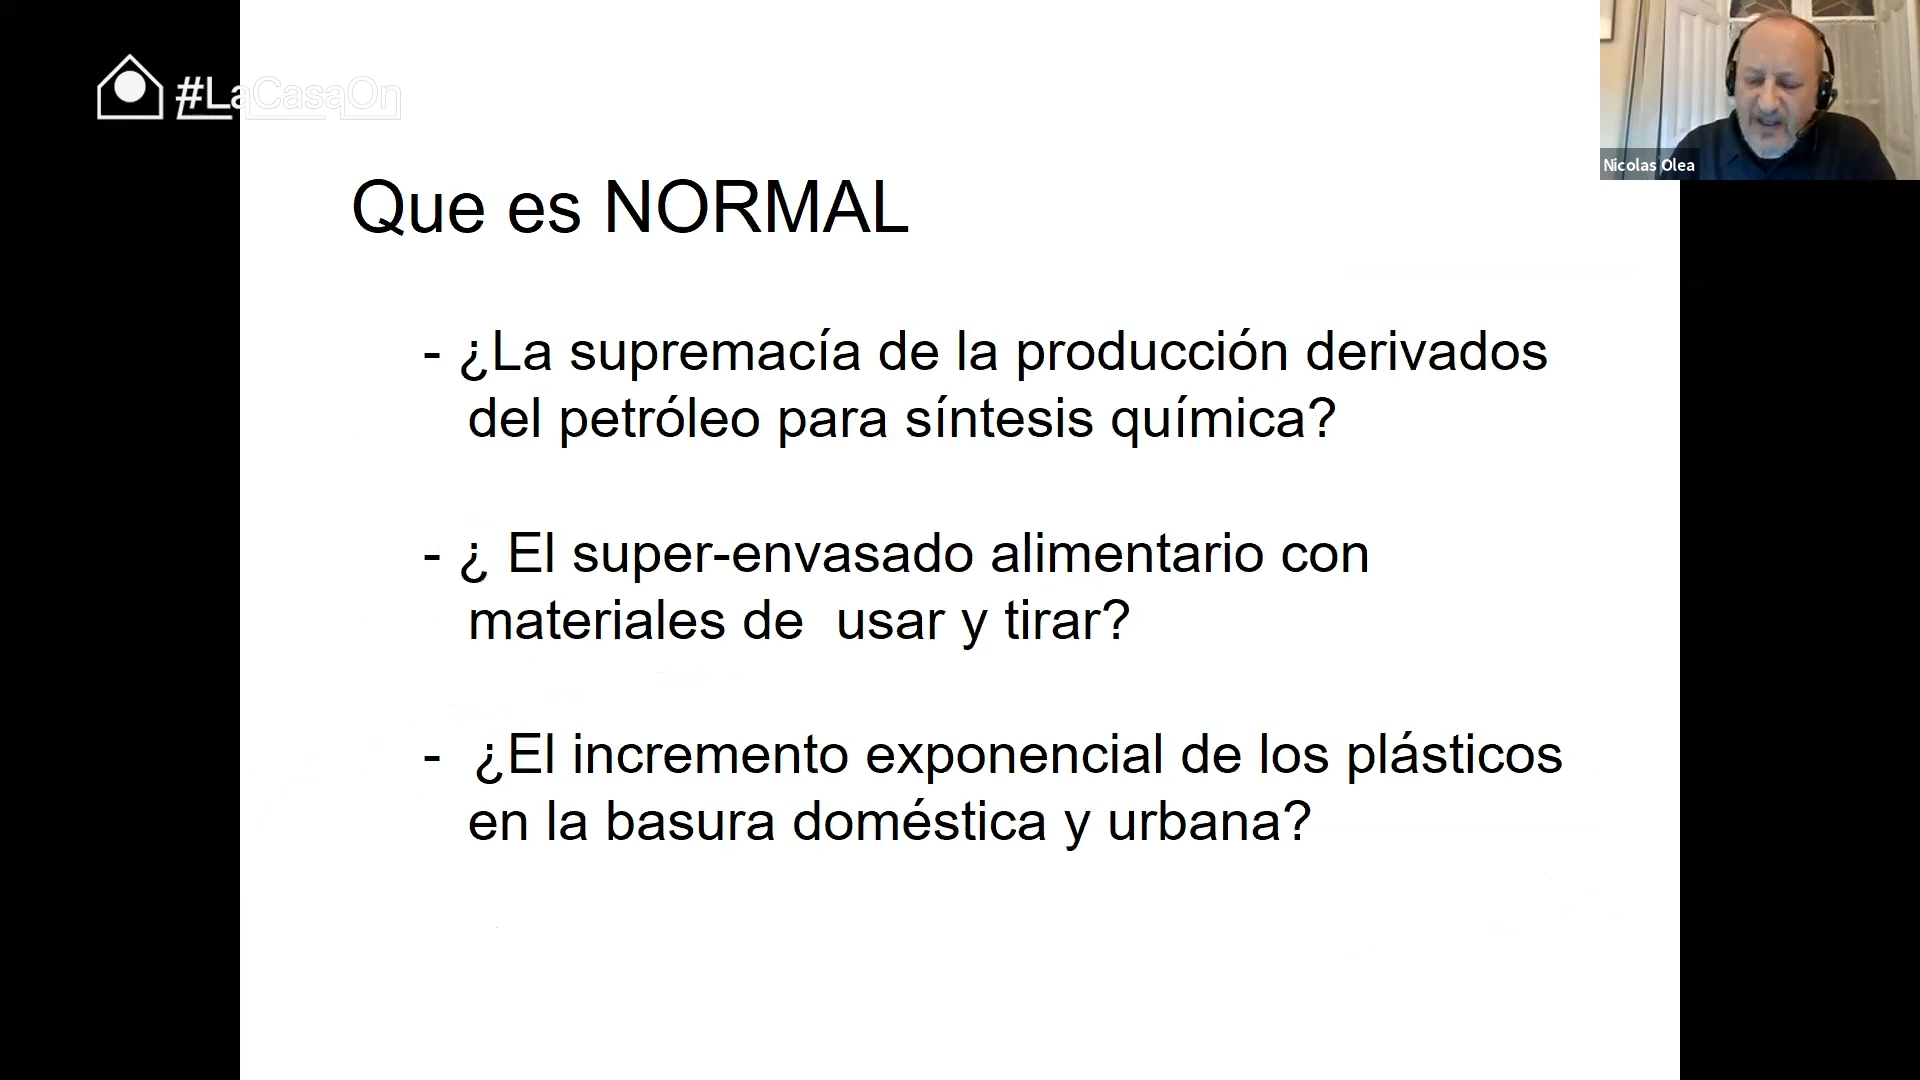 #LaCasaOn
Nicolas Olea
Que es NORMAL
- ¿La supremacía de la producción derivados
del petróleo para síntesis química?
- ¿ El super-envasado alimentario con
materiales de  usar y tirar?
-  ¿El incremento exponencial de los plásticos
en la basura doméstica y urbana?